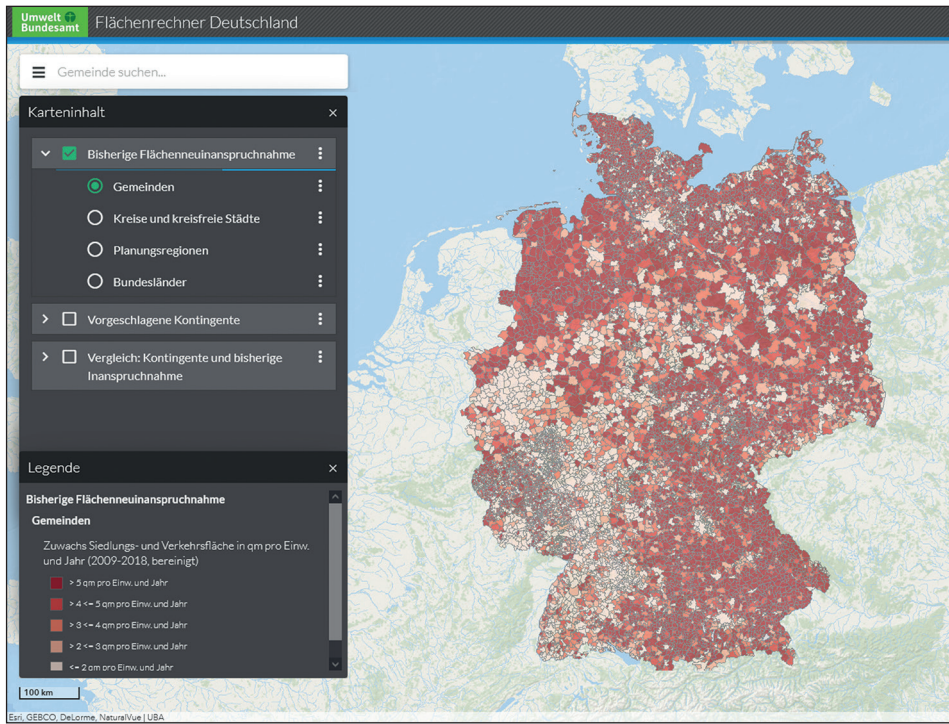 Umwelt
Bundesamt
Flächenrechner Deutschland
Gemeinde suchen...
Karteninhalt
Bisherige Flächenneuinanspruchnahme
Gemeinden
Kreise und kreisfreie Städte
Planungsregionen
Bundesländer
Vorgeschlagene Kontingente
Vergleich: Kontingente und bisherige
Inanspruchnahme
Legende
Bisherige Flächenneuinanspruchnahme
Gemeinden
Zuwachs Siedlungs- und Verkehrsfläche in qm pro Einw.
und Jahr (2009-2018, bereinigt)
> 5 qm pro Einw. und Jahr
> 4 <= 5 qm pro Einw. und Jahr
> 3 <= 4 qm pro Einw. und Jahr
> 2 <= 3 qm pro Einw. und Jahr
<= 2 qm pro Einw. und Jahr
100 km
Esri, GEBCO, DeLorme, NaturalVue | UBA